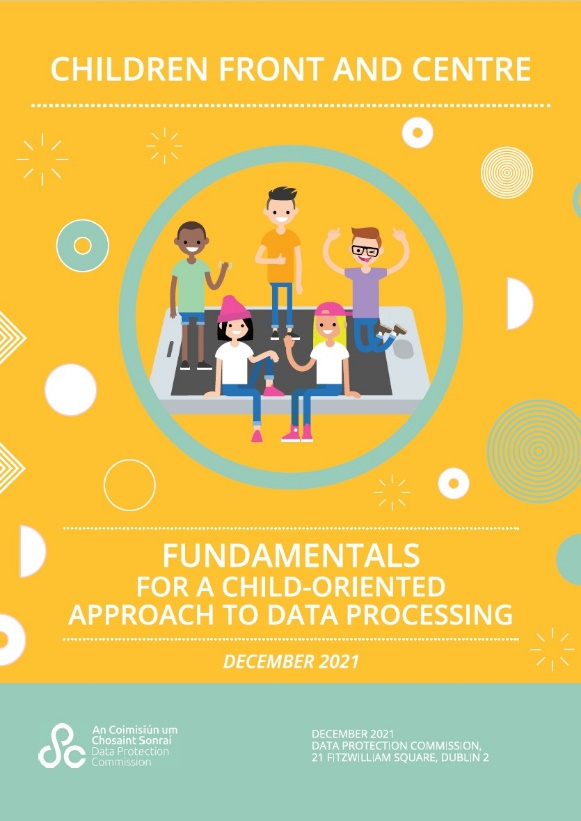 CHILDREN FRONT AND CENTRE
FUNDAMENTALS
FOR A CHILD-ORIENTED
APPROACH TO DATA PROCESSING
DECEMBER 2021
An Coimisiún um
Chosaint Sonraí
Data Protection
Commission
DECEMBER 2021
DATA PROTECTION COMMISSION,
21 FITZWILLIAM SQUARE, DUBLIN 2